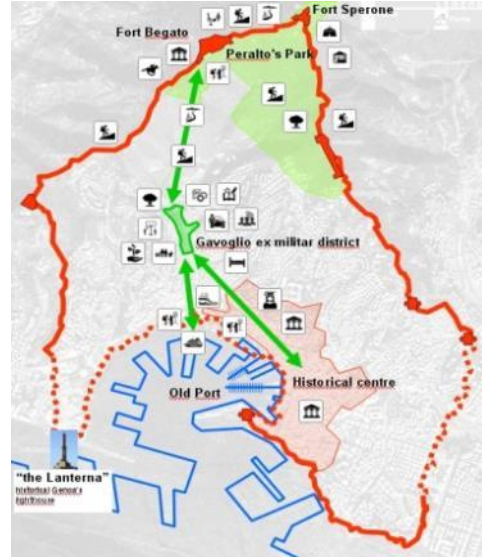 Fort Sperone
Fort Begato
Peralto's Park
Gavoglio ex militar district
Historical centre
Old Port
"the Lanterna"
historical Genoa's
lighthouse